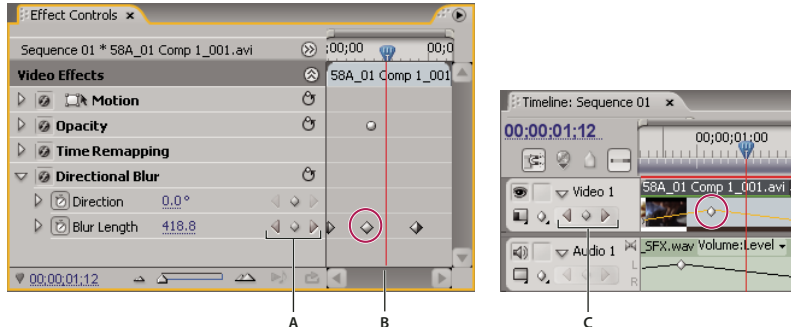 Effect Controls ×
Sequence 01 * 58A_01 Comp 1_001.avi
;00;00 00;0
Video Effects
58A_01 Comp 1_001
Motion
Opacity
Time Remapping
Directional Blur
Direction 0.0°
Blur Length 418.8
00;00;01;12
A
B
Timeline: Sequence 01 ×
00;00;01;12
00;00;01;00
Video 1
58A_01 Comp 1_001.avi
Audio 1
_SFX.wav Volume:Level
L
R
C